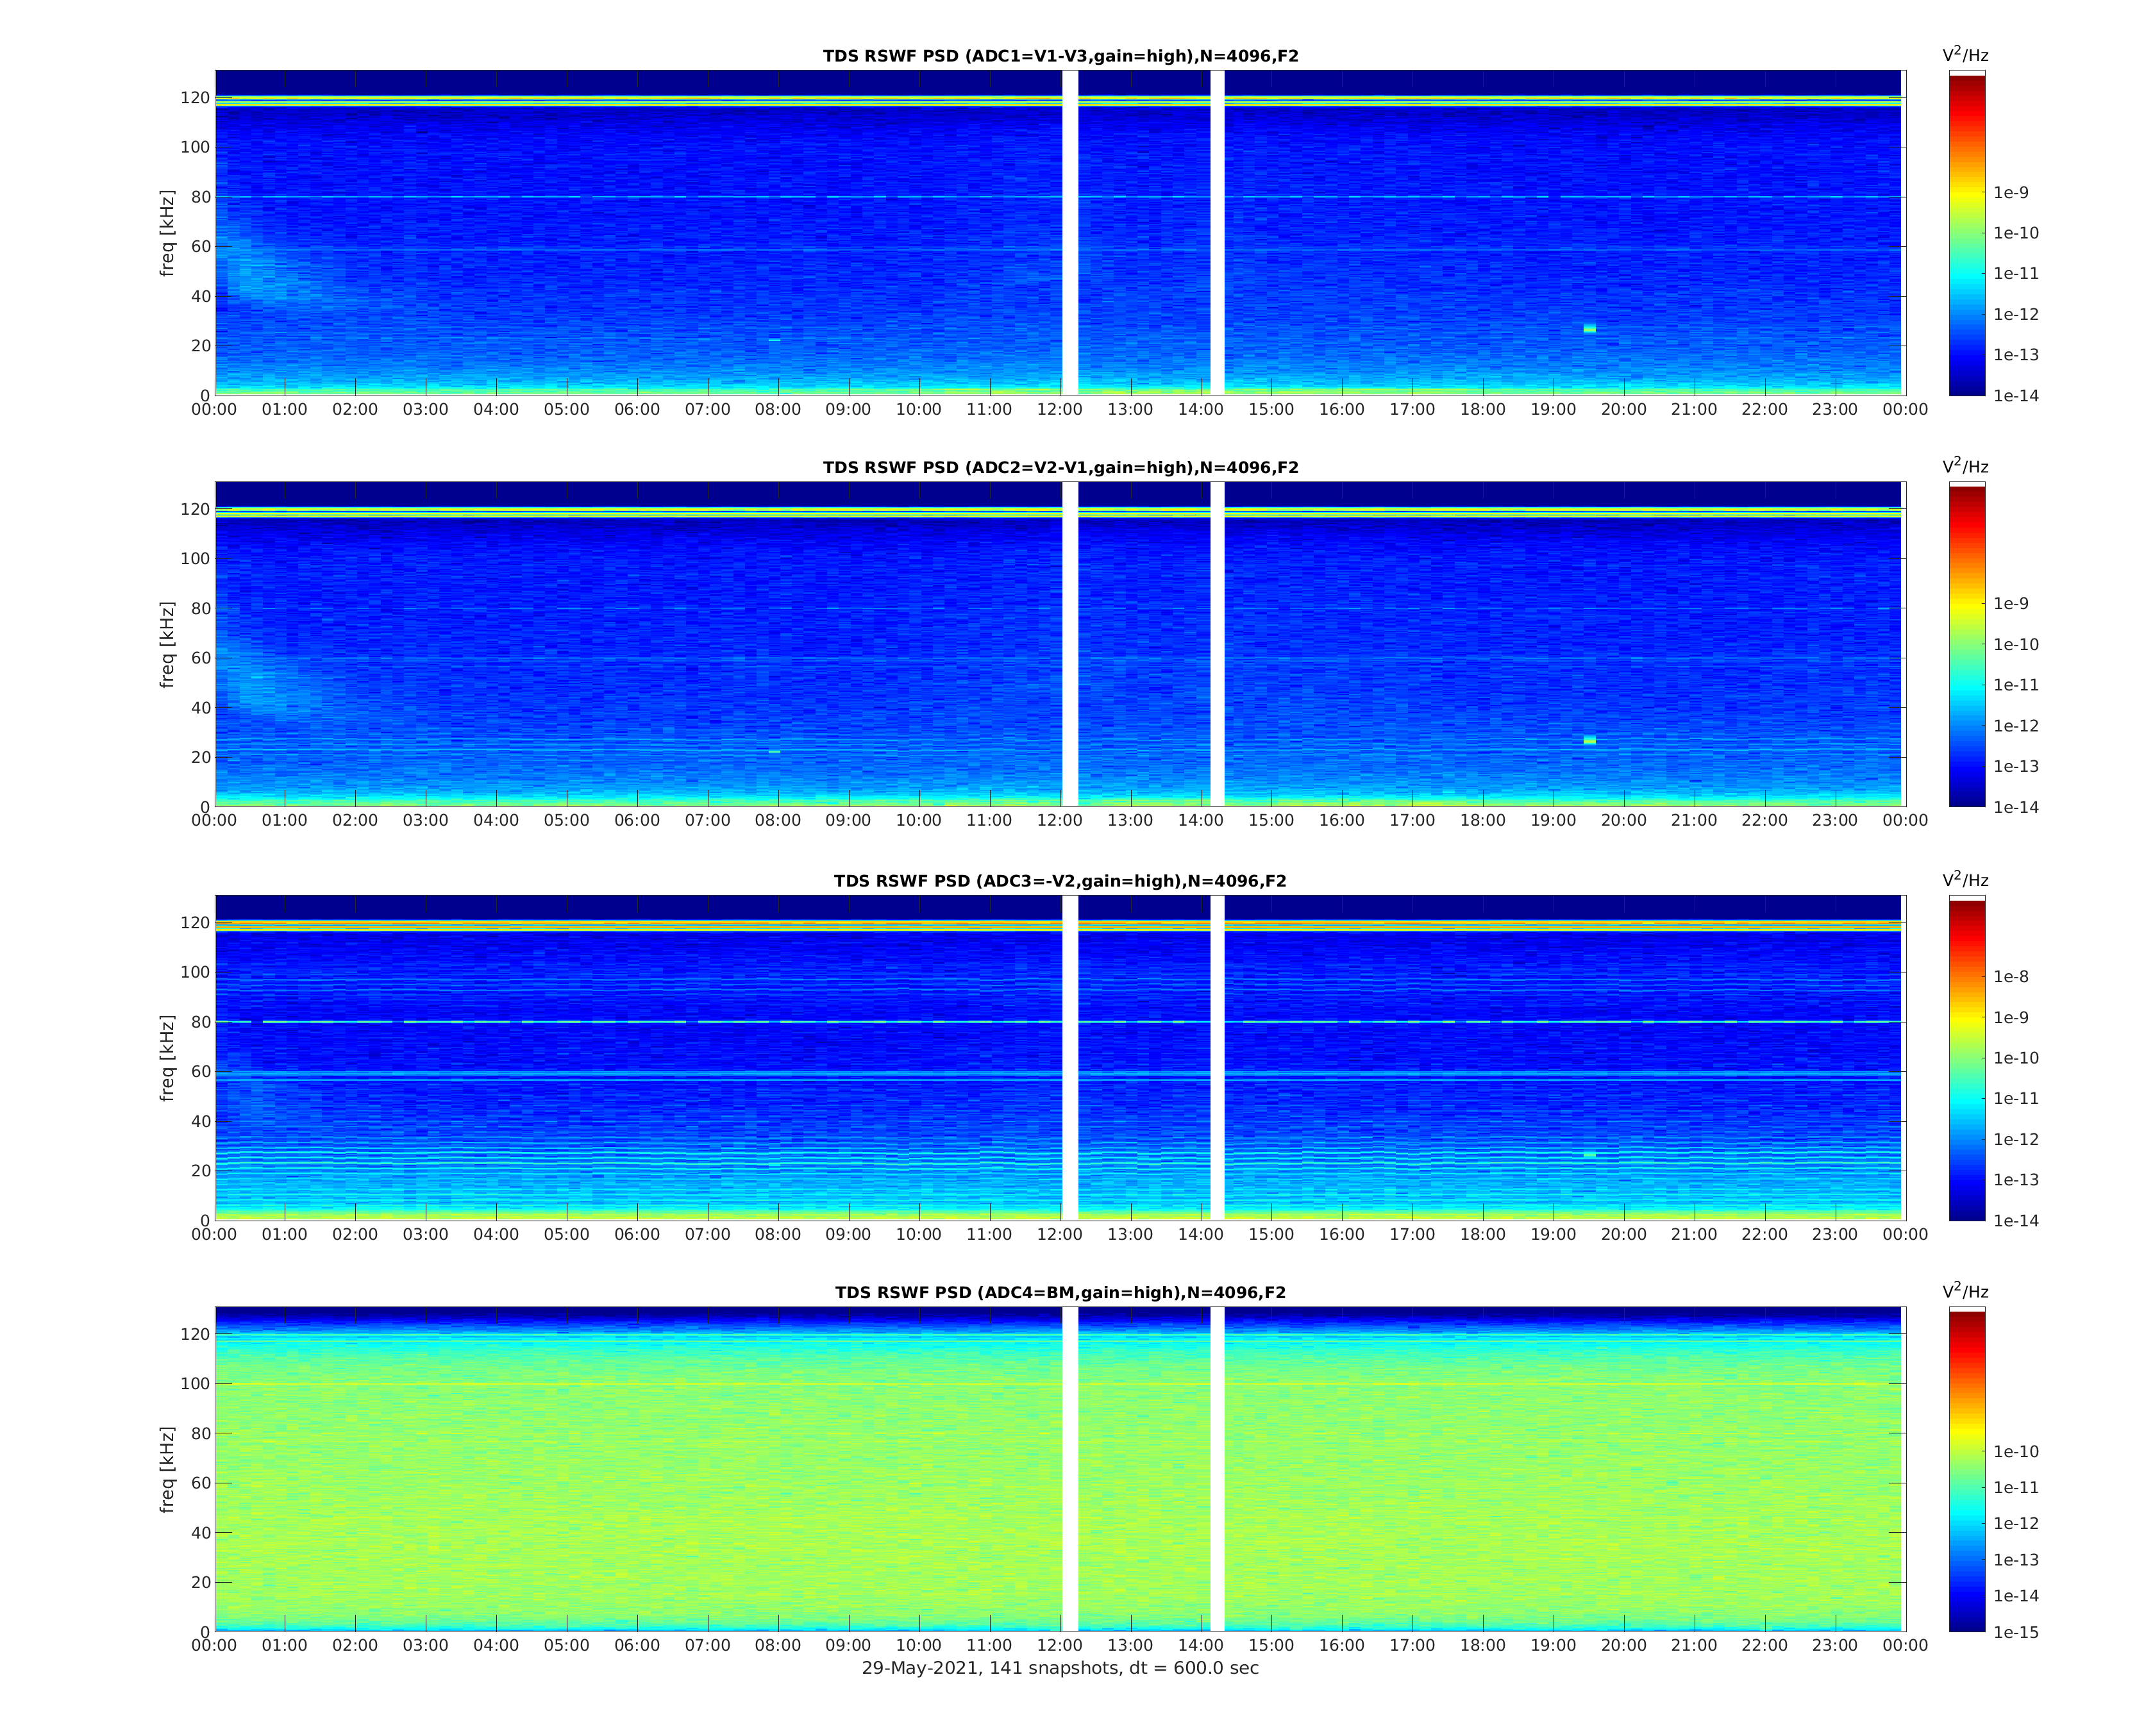 TDS RSWF PSD (ADC1=V1-V3,gain=high),N=4096,F2
V2/Hz
120
100
80
60
40
20
0
freq [kHz]
1e-9
1e-10
1e-11
1e-12
1e-13
1e-14
00:00 01:00 02:00 03:00 04:00 05:00 06:00 07:00 08:00 09:00 10:00 11:00 12:00 13:00 14:00 15:00 16:00 17:00 18:00 19:00 20:00 21:00 22:00 23:00 00:00
TDS RSWF PSD (ADC2=V2-V1,gain=high),N=4096,F2
V2/Hz
120
100
80
60
40
20
0
freq [kHz]
1e-9
1e-10
1e-11
1e-12
1e-13
1e-14
00:00 01:00 02:00 03:00 04:00 05:00 06:00 07:00 08:00 09:00 10:00 11:00 12:00 13:00 14:00 15:00 16:00 17:00 18:00 19:00 20:00 21:00 22:00 23:00 00:00
TDS RSWF PSD (ADC3=-V2,gain=high),N=4096,F2
V2/Hz
120
100
80
60
40
20
0
freq [kHz]
1e-8
1e-9
1e-10
1e-11
1e-12
1e-13
1e-14
00:00 01:00 02:00 03:00 04:00 05:00 06:00 07:00 08:00 09:00 10:00 11:00 12:00 13:00 14:00 15:00 16:00 17:00 18:00 19:00 20:00 21:00 22:00 23:00 00:00
TDS RSWF PSD (ADC4=BM,gain=high),N=4096,F2
V2/Hz
120
100
80
60
40
20
0
freq [kHz]
1e-10
1e-11
1e-12
1e-13
1e-14
1e-15
00:00 01:00 02:00 03:00 04:00 05:00 06:00 07:00 08:00 09:00 10:00 11:00 12:00 13:00 14:00 15:00 16:00 17:00 18:00 19:00 20:00 21:00 22:00 23:00 00:00
29-May-2021, 141 snapshots, dt = 600.0 sec